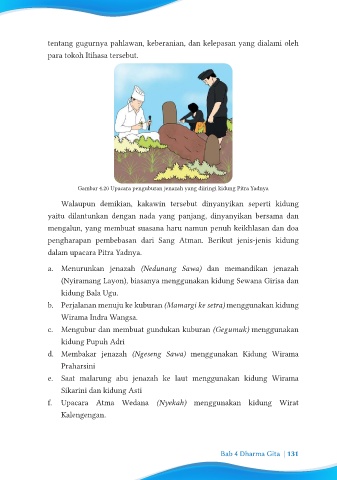 tentang gugurnya pahlawan, keberanian, dan kelepasan yang dialami oleh
para tokoh Itihasa tersebut.
Gambar 4.20 Upacara penguburan jenazah yang diiringi kidung Pitra Yadnya.
Walaupun demikian, kakawin tersebut dinyanyikan seperti kidung
yaitu dilantunkan dengan nada yang panjang, dinyanyikan bersama dan
mengalun, yang membuat suasana haru namun penuh keikhlasan dan doa
pengharapan pembebasan dari Sang Atman. Berikut jenis-jenis kidung
dalam upacara Pitra Yadnya.
a. Menurunkan jenazah (Nedunang Sawa) dan memandikan jenazah
(Nyiramang Layon), biasanya menggunakan kidung Sewana Girisa dan
kidung Bala Ugu.
b. Perjalanan menuju ke kuburan (Mamargi ke setra) menggunakan kidung
Wirama Indra Wangsa.
c. Mengubur dan membuat gundukan kuburan (Gegumuk) menggunakan
kidung Pupuh Adri
d. Membakar jenazah (Ngeseng Sawa) menggunakan Kidung Wirama
Praharsini
e. Saat malarung abu jenazah ke laut menggunakan kidung Wirama
Sikarini dan kidung Asti
f. Upacara Atma Wedana (Nyekah) menggunakan kidung Wirat
Kalengengan.
Bab 4 Dharma Gita | 131